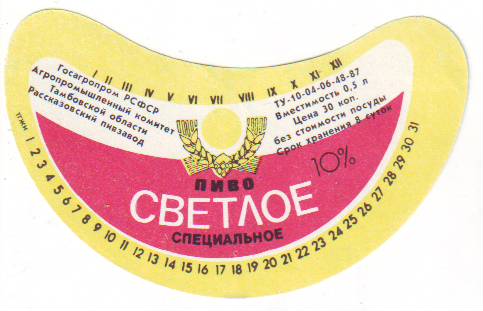 I II III IV V VI VII VIII IX X XI XII
Госагропром РСФСР
Агропромышленный комитет
Тамбовской области
Рассказовский пивзавод
ТУ-10-04-06-48-87
Вместимость 0,5 л
Цена 30 коп.
без стоимости посуды
Срок хранения 8 суток
10%
ПИВО
СВЕТЛОЕ
СПЕЦИАЛЬНОЕ
1 2 3 4 5 6 7 8 9 10 11 12 13 14 15 16 17 18 19 20 21 22 23 24 25 26 27 28 29 30 31